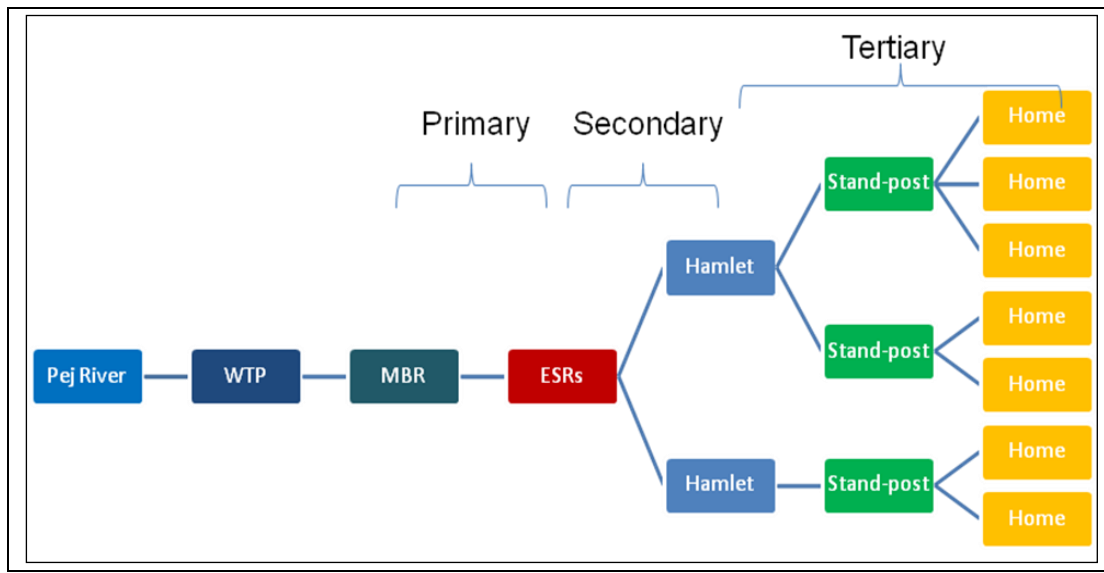 Tertiary
Primary
Secondary
Home
Home
Stand-post
Home
Hamlet
Home
Stand-post
Home
Pej River
WTP
MBR
ESRs
Home
Hamlet
Stand-post
Home